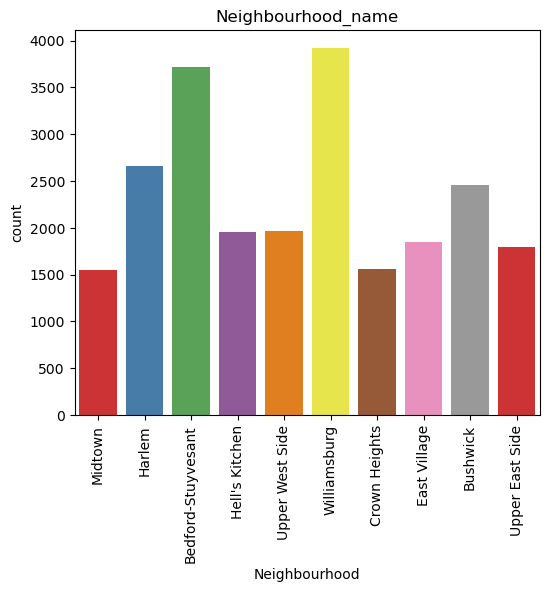 Neighbourhood_name
4000
3500
3000
2500
2000
1500
1000
500
0
count
Midtown
Harlem
Bedford-Stuyvesant
Hell's Kitchen
Upper West Side
Williamsburg
Crown Heights
East Village
Bushwick
Upper East Side
Neighbourhood